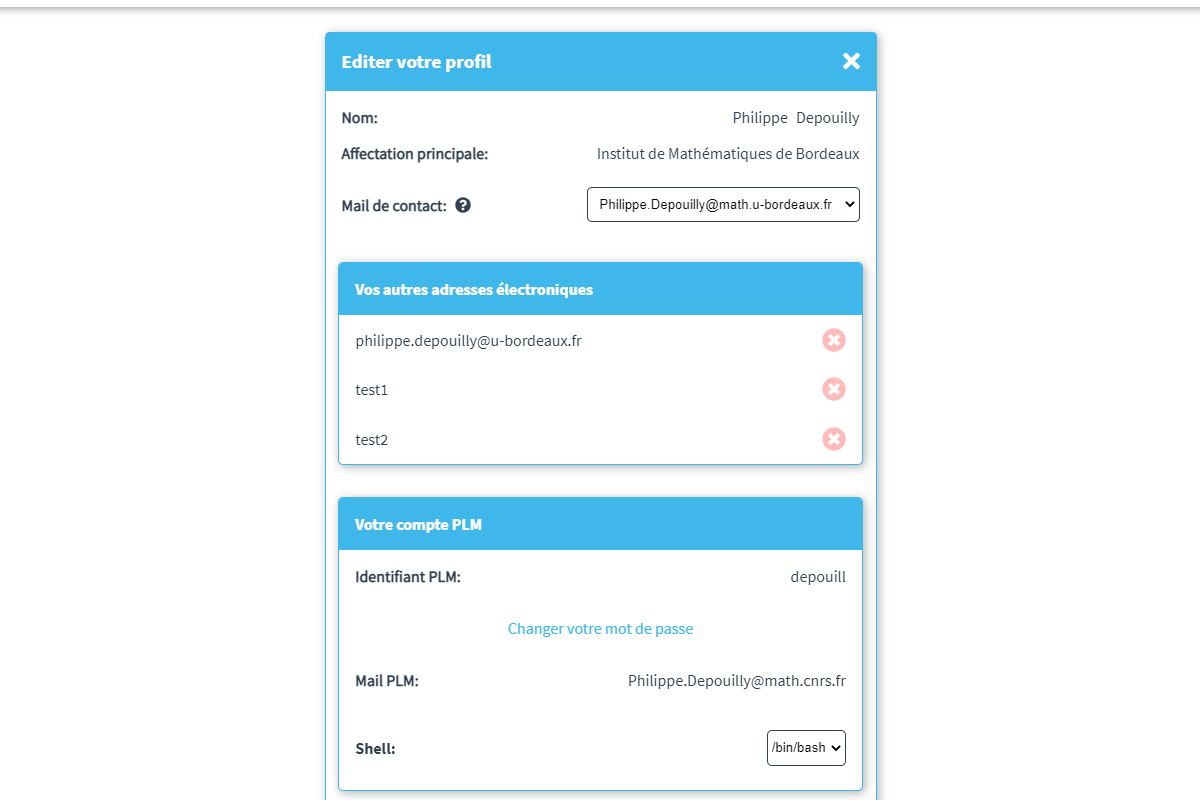 Editer votre profil
Nom: Philippe Depouilly
Affectation principale: Institut de Mathématiques de Bordeaux
Mail de contact: Philippe.Depouilly@math.u-bordeaux.fr
Vos autres adresses électroniques
philippe.depouilly@u-bordeaux.fr
test1
test2
Votre compte PLM
Identifiant PLM: depouill
Changer votre mot de passe
Mail PLM: Philippe.Depouilly@math.cnrs.fr
Shell: /bin/bash